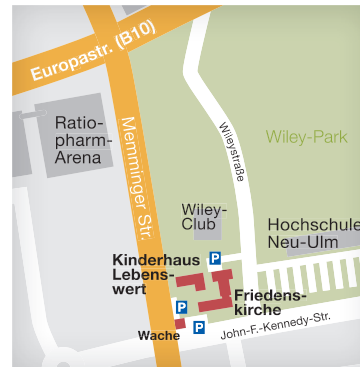 Europastr. (B10)
Ratio-
pharm-
Arena
Memminger Str.
Wileystraße
Wiley-Park
Wiley-
Club
Hochschule
Neu-Ulm
Kinderhaus
Lebens-
wert
P
Friedens-
kirche
P
Wache
P
John-F.-Kennedy-Str.